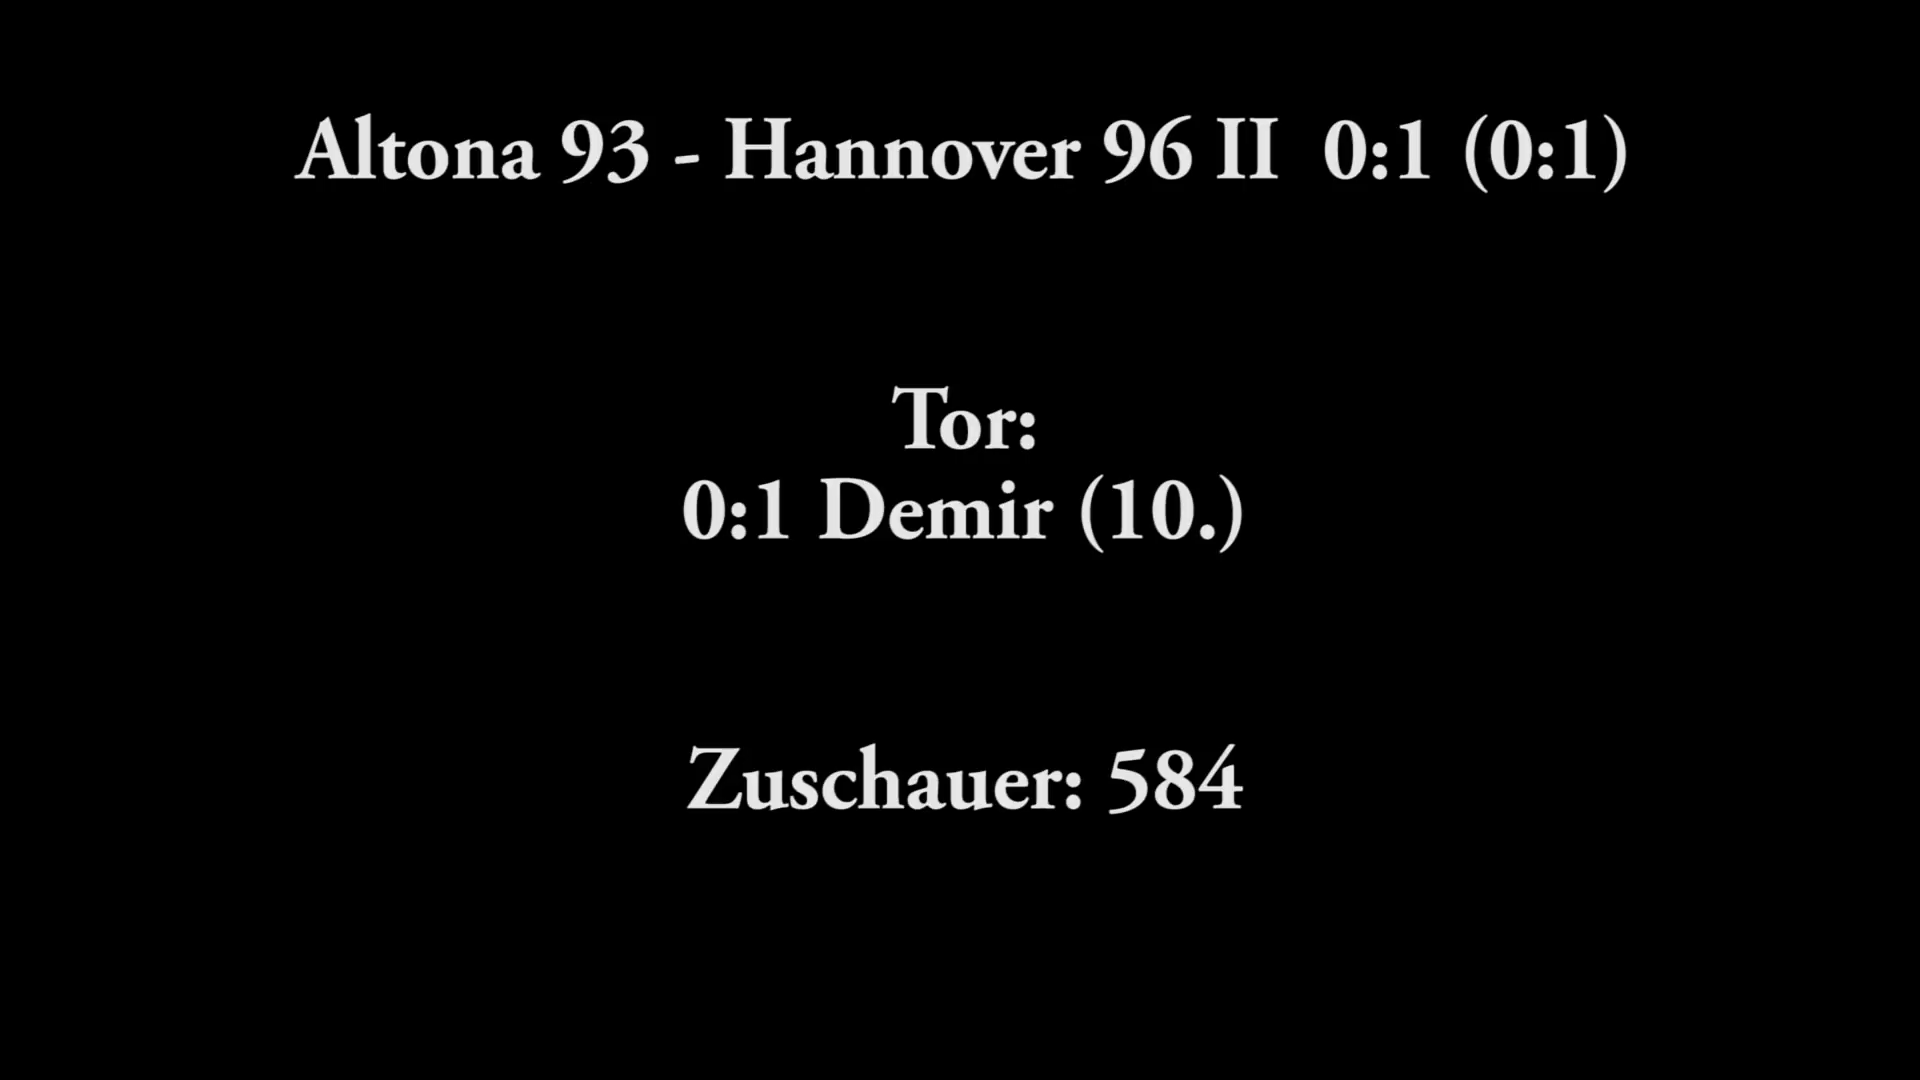 Altona 93 - Hannover 96 II  0:1 (0:1)
Tor:
0:1 Demir (10.)
Zuschauer: 584